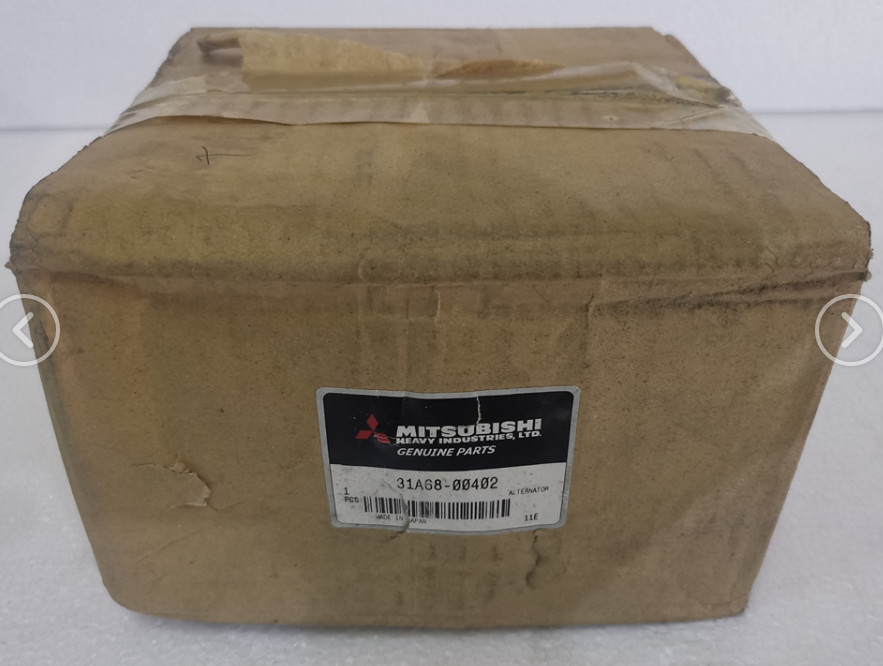 MITSUBISHI
HEAVY INDUSTRIES, LTD.
GENUINE PARTS
31A68-00402
1
PCS
ALTERNATOR
MADE IN JAPAN
11E